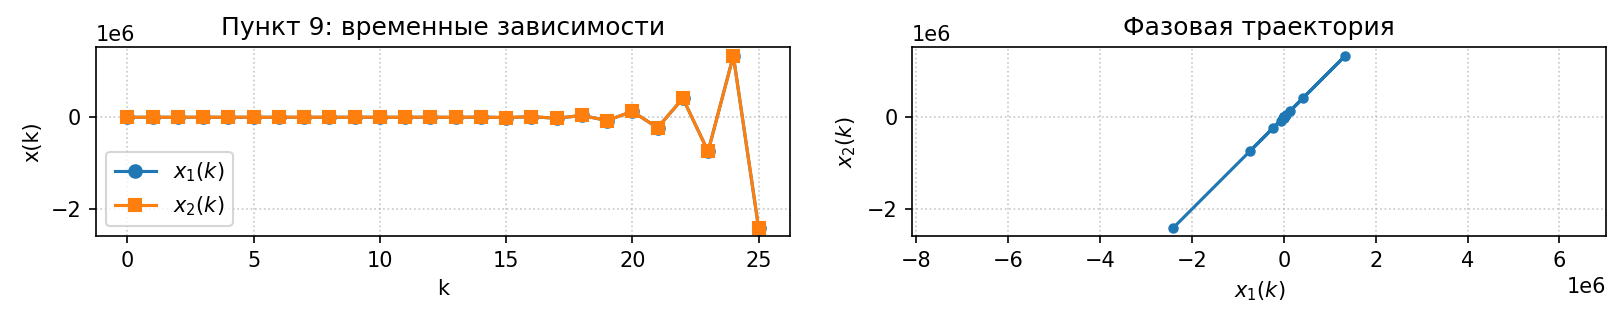 Пункт 9: временные зависимости
1e6
0
−2
x(k)
x₁(k)
x₂(k)
0 5 10 15 20 25
k
Фазовая траектория
1e6
0
−2
x₂(k)
−8 −6 −4 −2 0 2 4 6
1e6
x₁(k)